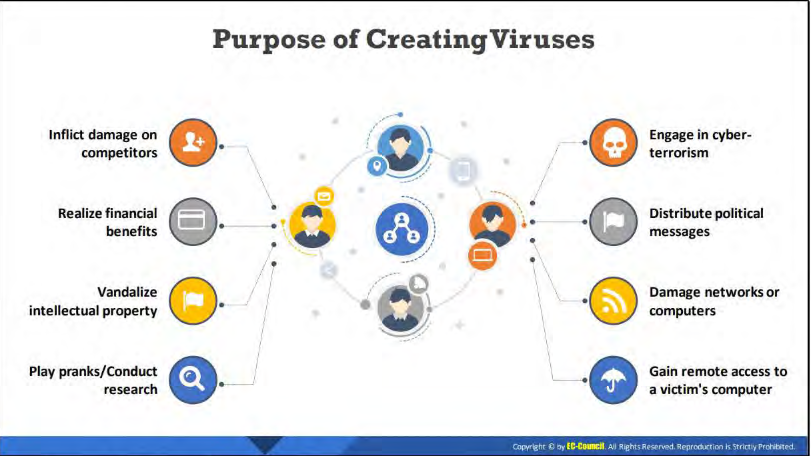 Purpose of Creating Viruses
Inflict damage on
competitors
Realize financial
benefits
Vandalize
intellectual property
Play pranks/Conduct
research
Engage in cyber-
terrorism
Distribute political
messages
Damage networks or
computers
Gain remote access to
a victim's computer
Copyright © by EC-Council. All Rights Reserved. Reproduction is Strictly Prohibited.